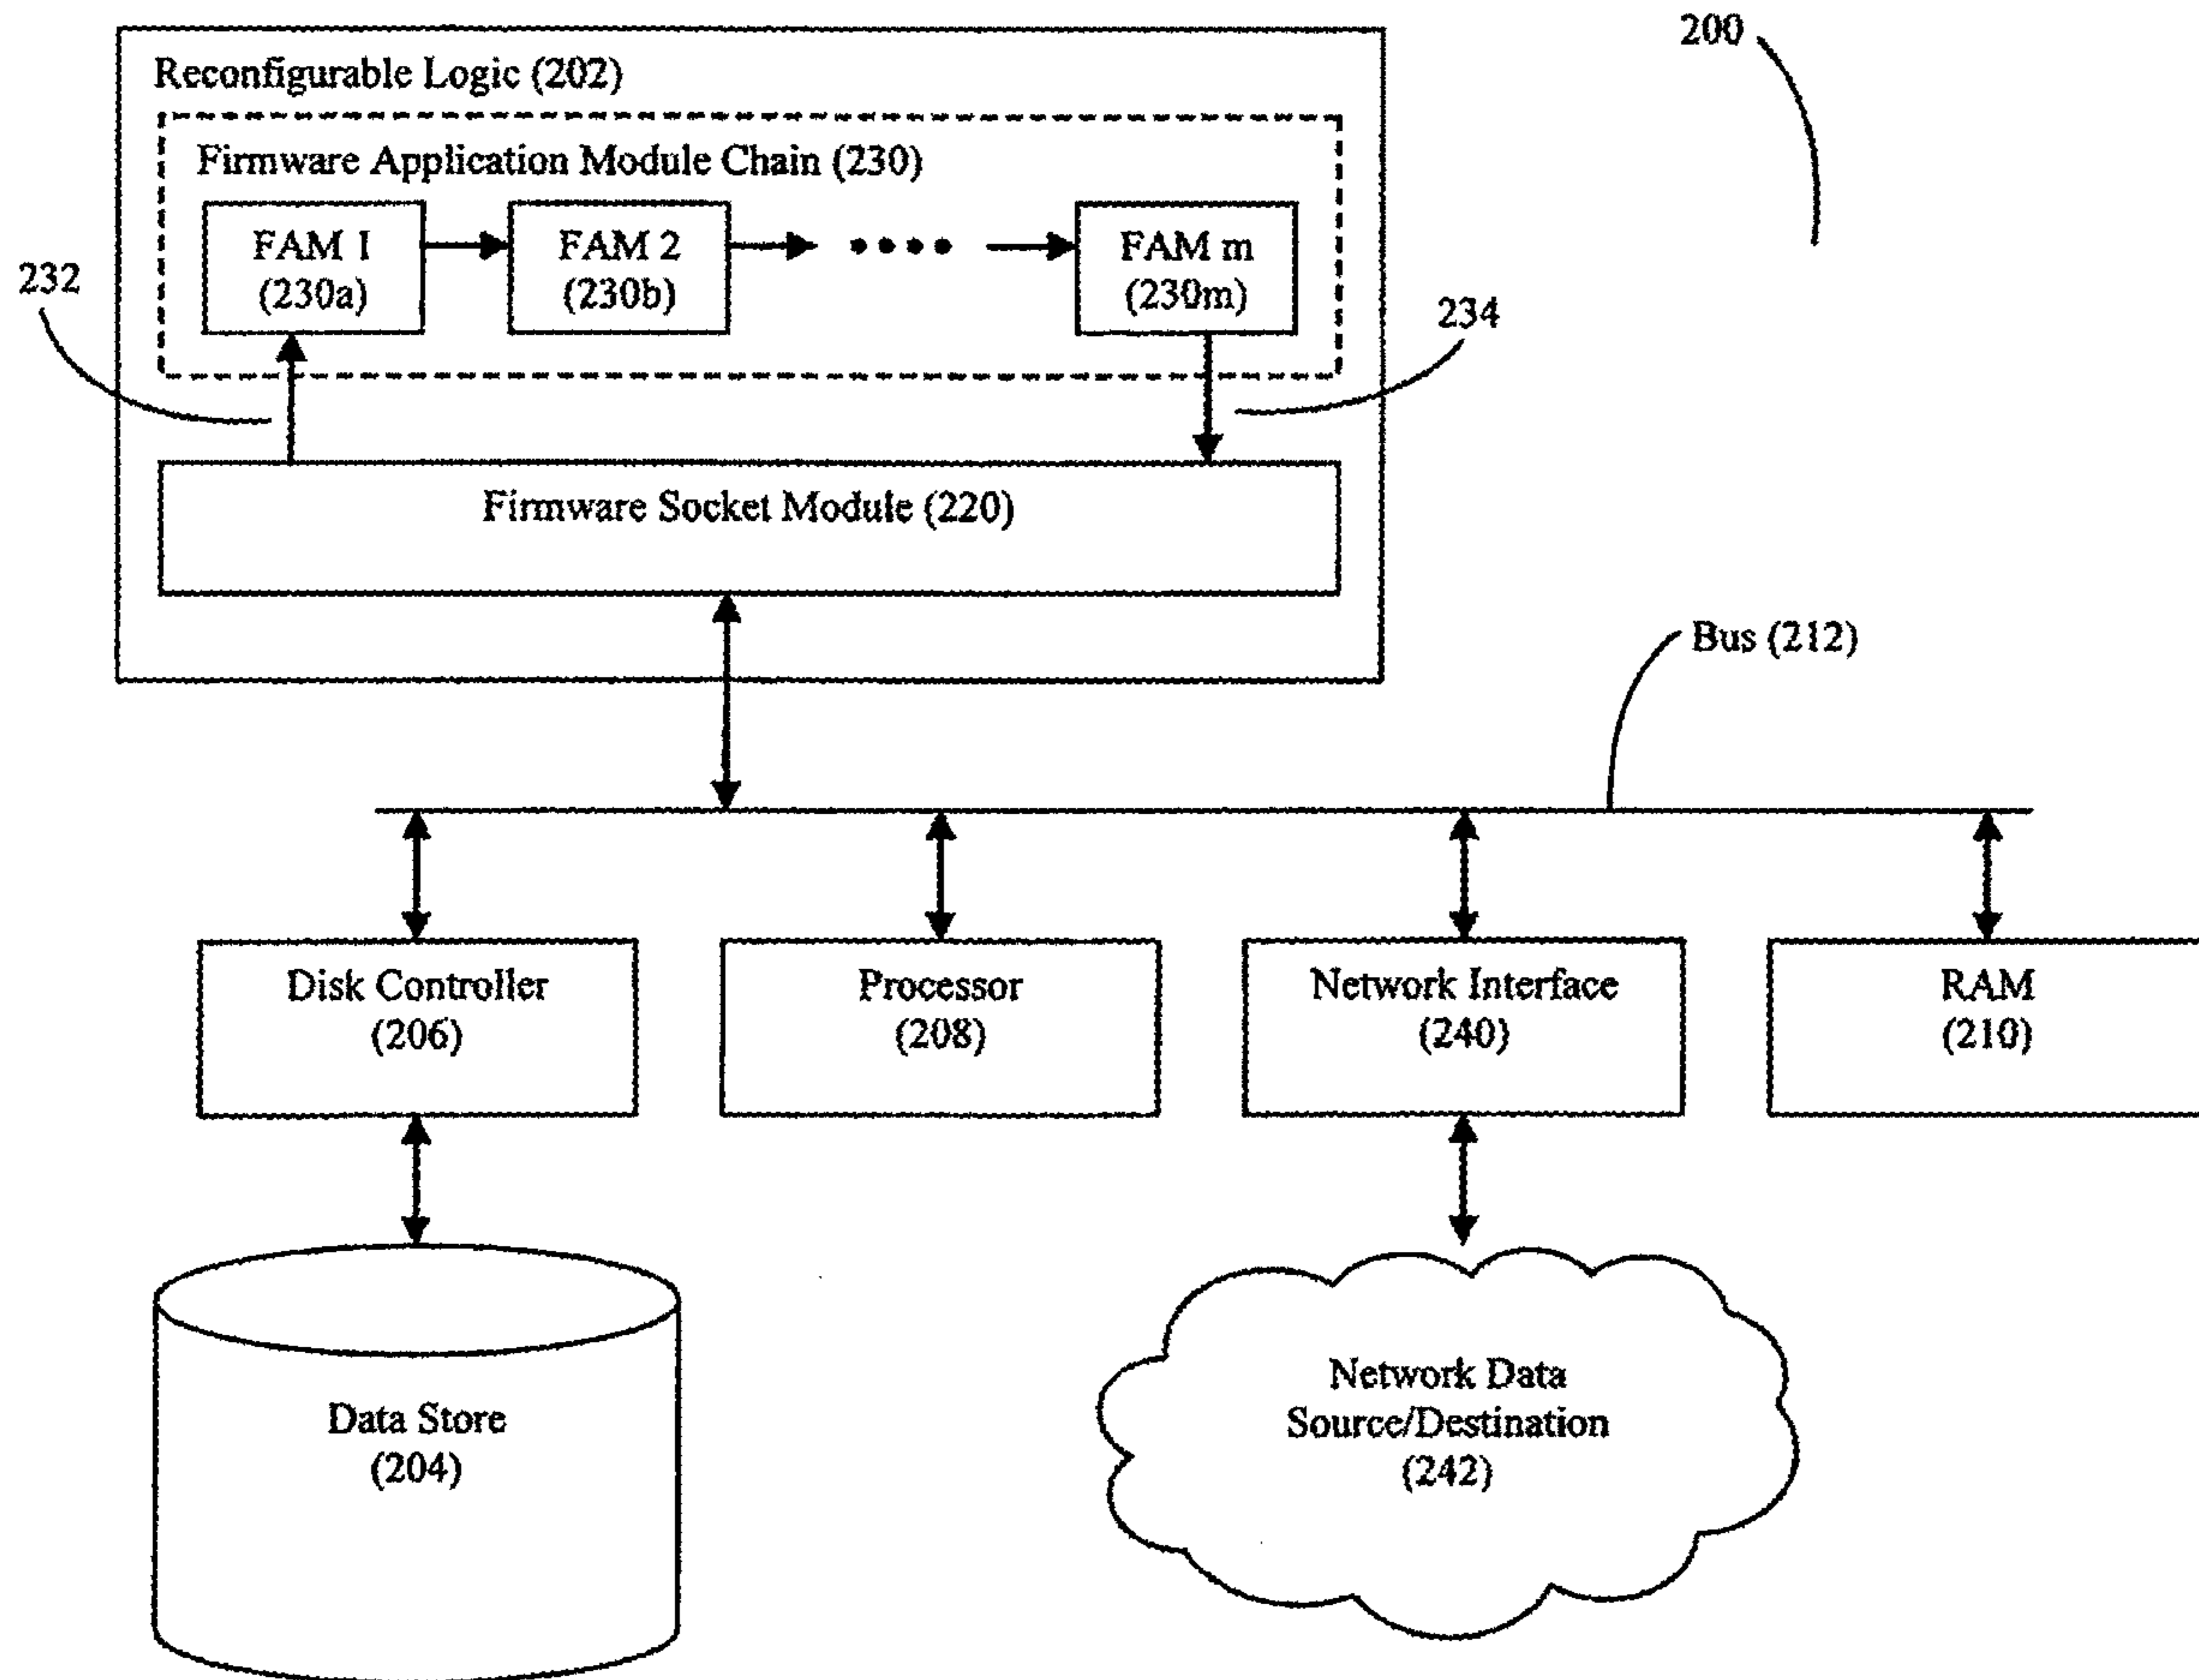 200
Reconfigurable Logic (202)
Firmware Application Module Chain (230)
FAM 1
(230a)
FAM 2
(230b)
FAM m
(230m)
232
234
Firmware Socket Module (220)
Bus (212)
Disk Controller
(206)
Processor
(208)
Network Interface
(240)
RAM
(210)
Data Store
(204)
Network Data
Source/Destination
(242)